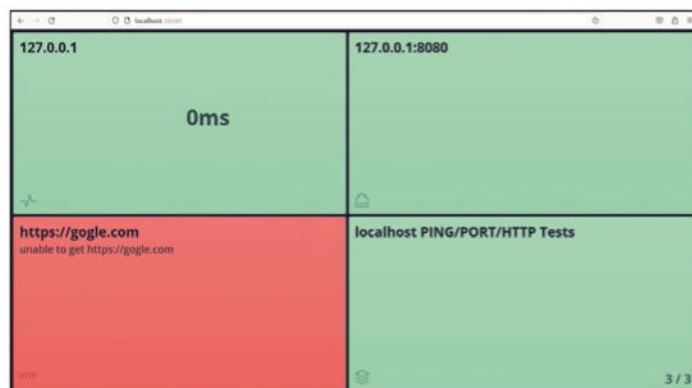 localhost
127.0.0.1
0ms
127.0.0.1:8080
https://gogle.com
unable to get https://gogle.com
HTTP
localhost PING/PORT/HTTP Tests
3 / 3